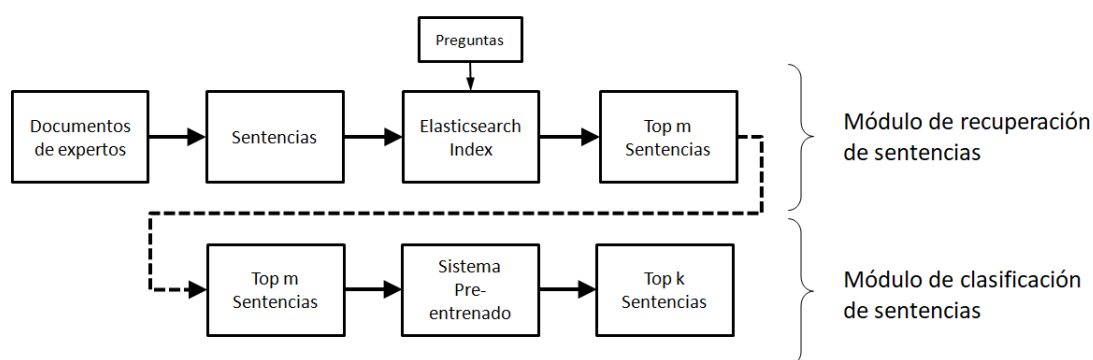 Preguntas
Documentos
de expertos
Sentencias
Elasticsearch
Index
Top m
Sentencias
Módulo de recuperación
de sentencias
Top m
Sentencias
Sistema
Pre-
entrenado
Top k
Sentencias
Módulo de clasificación
de sentencias